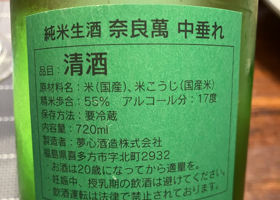 純米生酒 奈良萬 中垂れ
品目：清酒
原材料名：米（国産）、米こうじ（国産米）
精米歩合：55％ アルコール分：17度
保存方法：要冷蔵
内容量：720ml
製造者：夢心酒造株式会社
福島県喜多方市字北町2932
・お酒は20歳になってから適量を。
・妊娠中、授乳期の飲酒は避けてください。
・飲酒運転は法律で禁止されております。